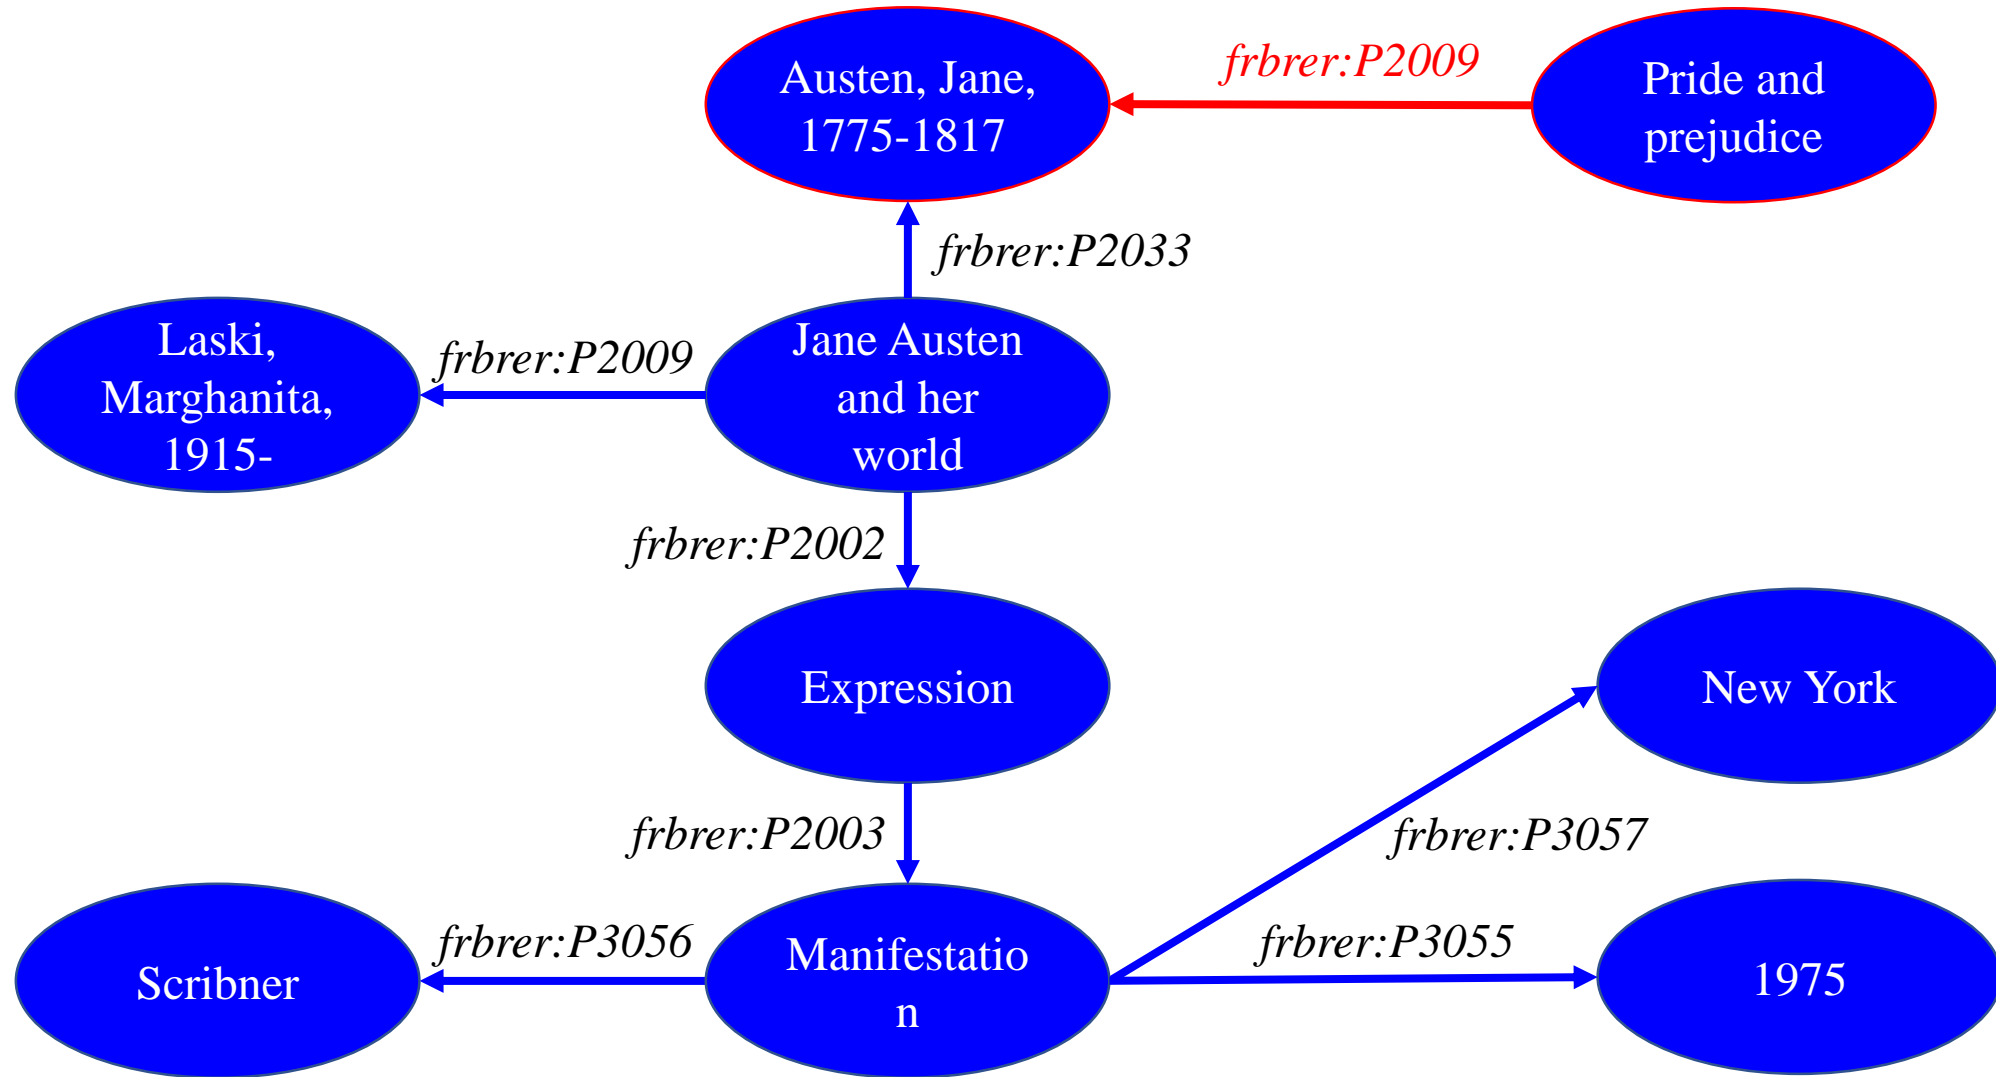 Austen, Jane,
1775-1817
frbrer:P2009
Pride and
prejudice
frbrer:P2033
Laski,
Marghanita,
1915-
frbrer:P2009
Jane Austen
and her
world
frbrer:P2002
Expression
New York
frbrer:P2003
frbrer:P3057
Scribner
frbrer:P3056
Manifestatio
n
frbrer:P3055
1975